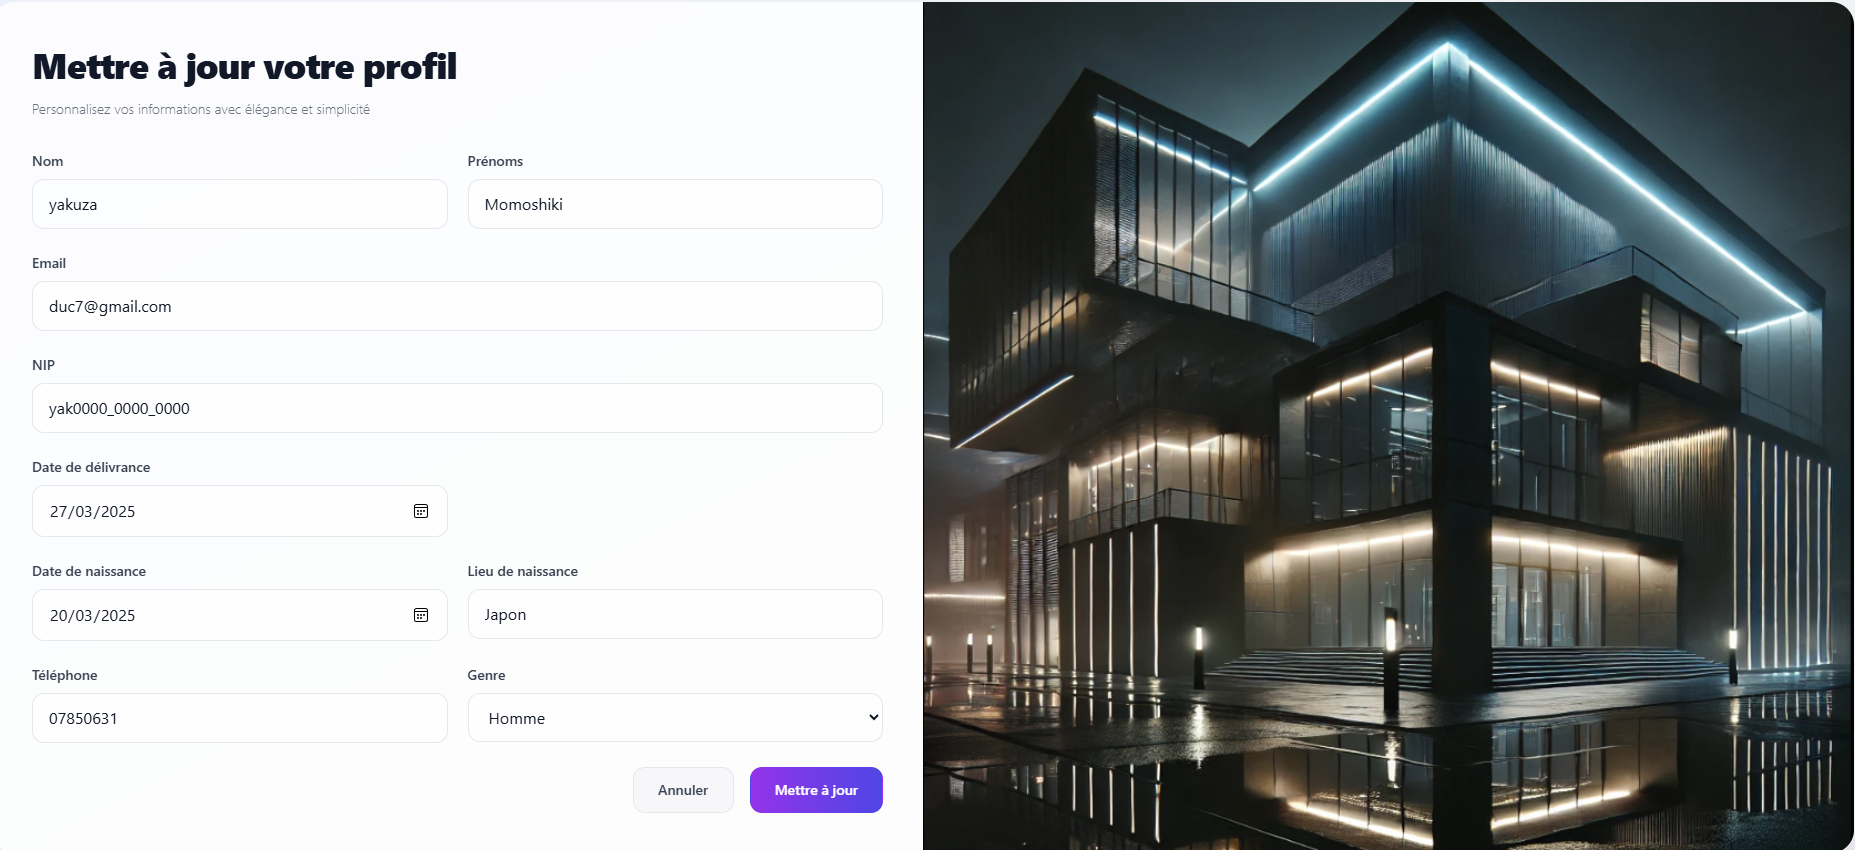 Mettre à jour votre profil
Personnalisez vos informations avec élégance et simplicité
Nom Prénoms
yakuza Momoshiki
Email
duc7@gmail.com
NIP
yak0000_0000_0000
Date de délivrance
27/03/2025
Date de naissance Lieu de naissance
20/03/2025 Japon
Téléphone Genre
07850631 Homme
Annuler Mettre à jour